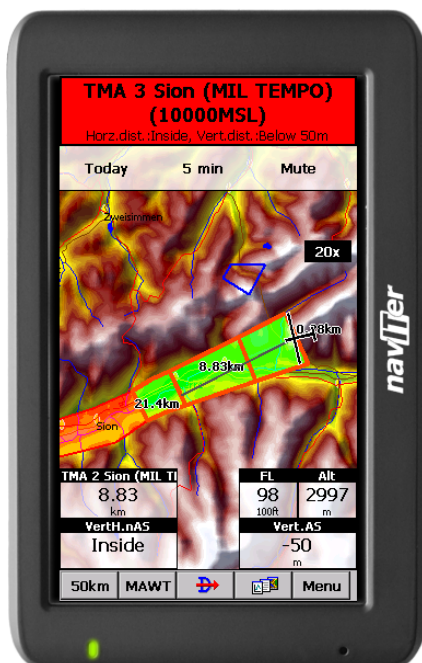 TMA 3 Sion (MIL TEMPO)
(10000MSL)
Horz.dist.:Inside, Vert.dist.:Below 50m
Today 5 min Mute
Zweisimmen
20x
0.78km
8.83km
21.4km
Sion
TMA 2 Sion (MIL TI
8.83
km
VertH.nAS
Inside
FL
98
100ft
Alt
2997
m
Vert.AS
-50
m
50km MAWT Menu
naviter